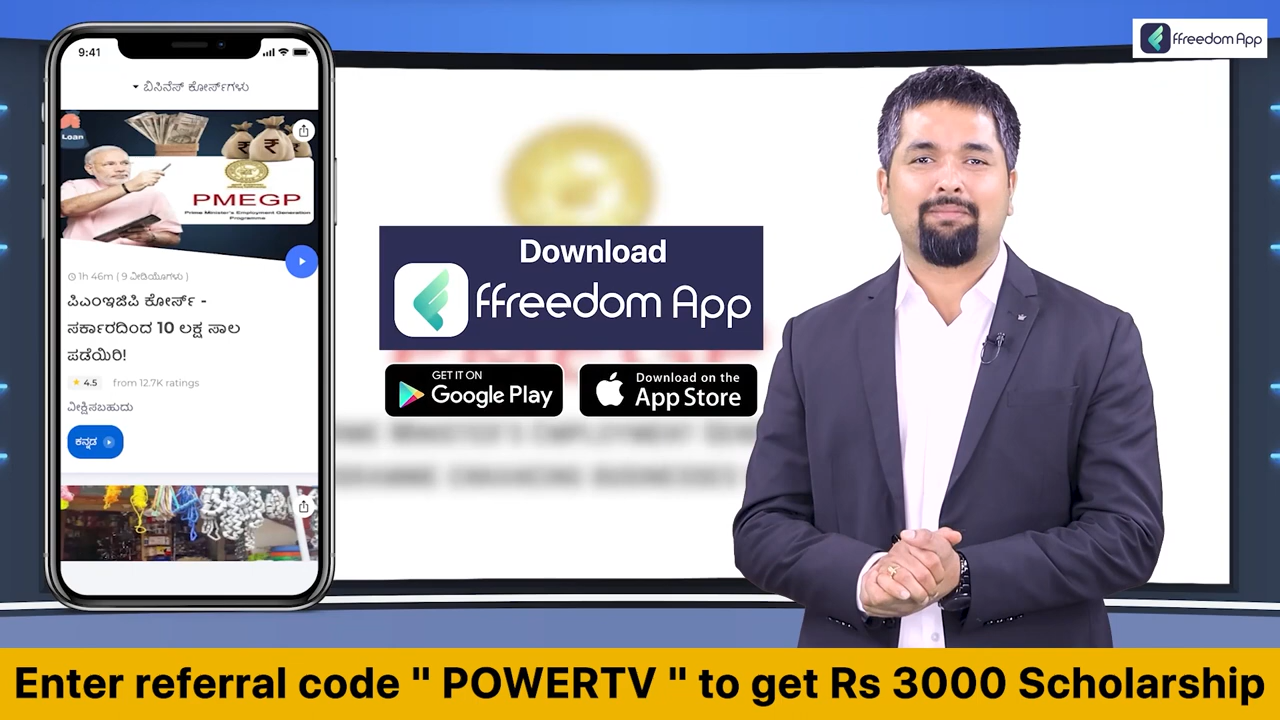 9:41
ffreedom App
ಬಿಸಿನೆಸ್ ಕೋರ್ಸ್‌ಗಳು
Loan
PMEGP
Prime Minister's Employment Generation
Programme
1h 46m ( 9 ವೀಡಿಯೊಗಳು )
ಪಿಎಂಇಜಿಪಿ ಕೋರ್ಸ್ -
ಸರ್ಕಾರದಿಂದ 10 ಲಕ್ಷ ಸಾಲ
ಪಡೆಯಿರಿ!
4.5 from 12.7K ratings
ವೀಕ್ಷಿಸಬಹುದು
ಕನ್ನಡ
Download
ffreedom App
GET IT ON
Google Play
Download on the
App Store
Enter referral code " POWERTV " to get Rs 3000 Scholarship